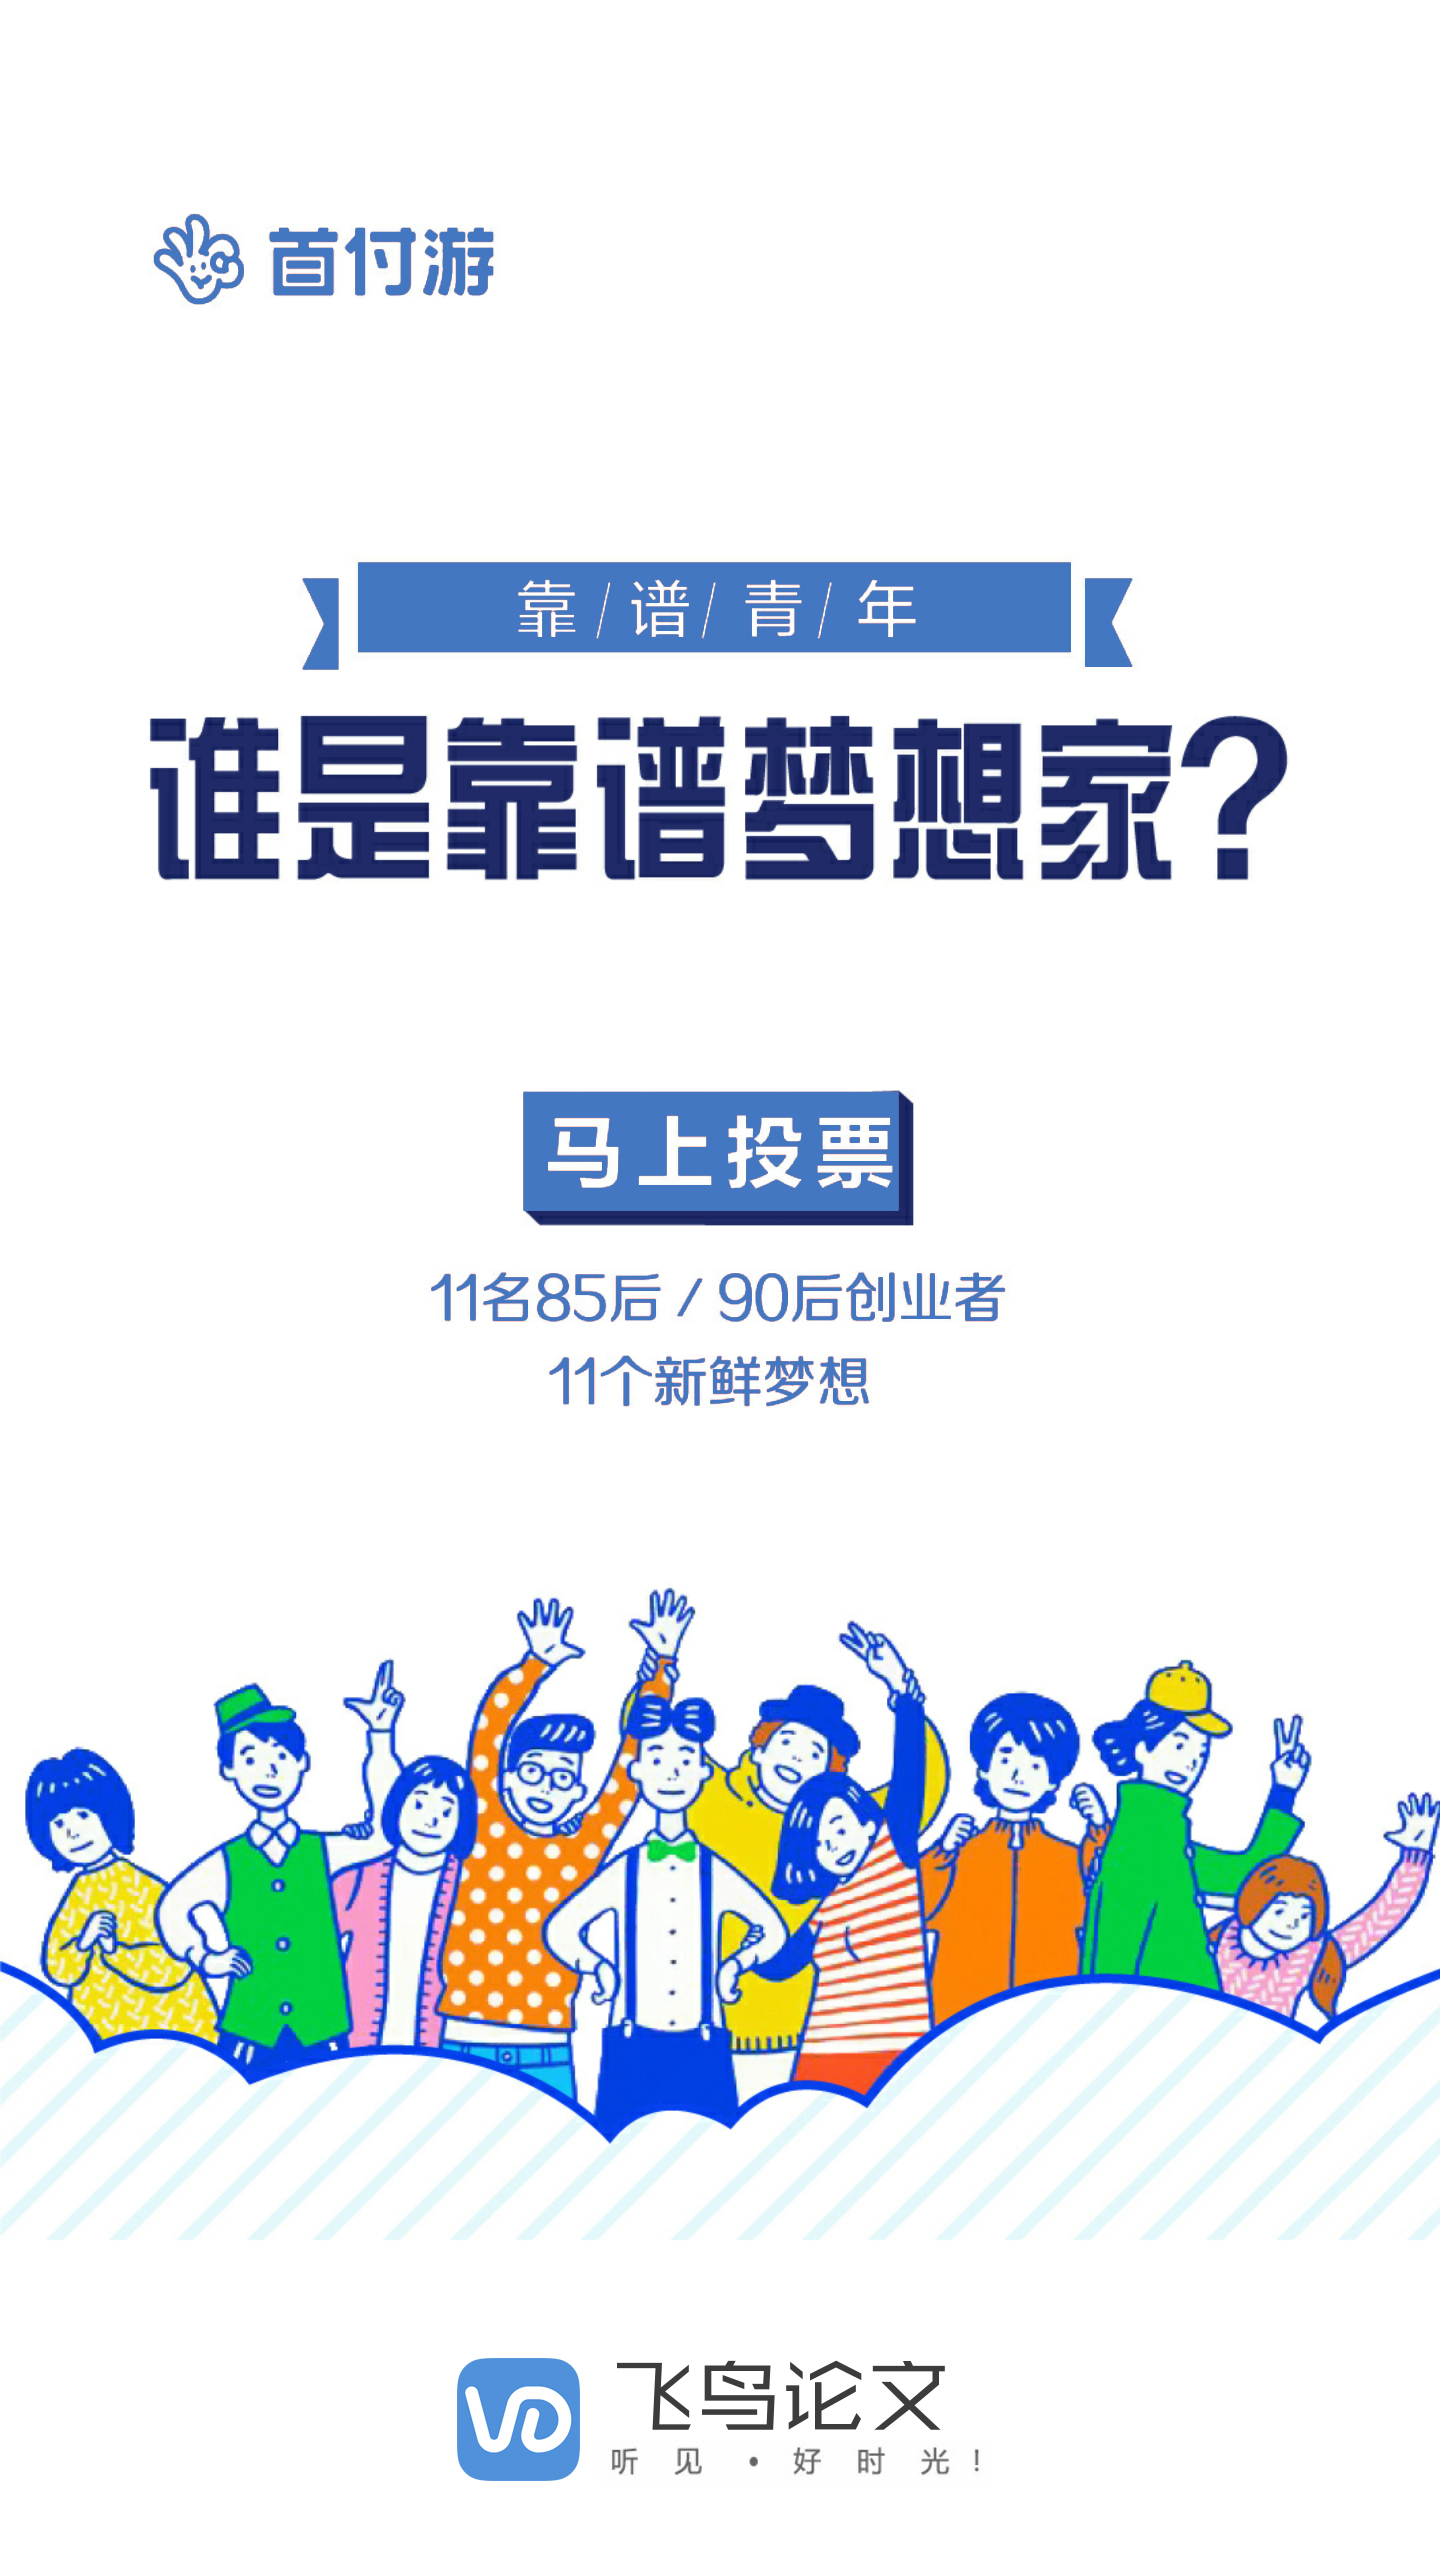 首付游
靠/谱/青/年
谁是靠谱梦想家?
马上投票
11名85后/90后创业者
11个新鲜梦想
飞鸟论文
听见·好时光!